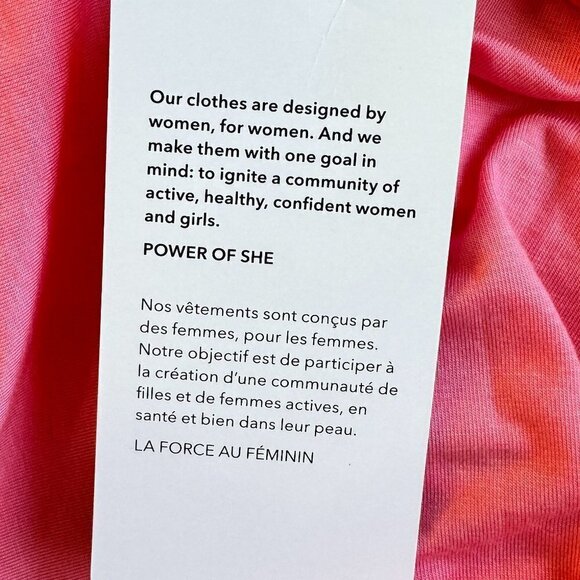 Our clothes are designed by
women, for women. And we
make them with one goal in
mind: to ignite a community of
active, healthy, confident women
and girls.
POWER OF SHE
Nos vêtements sont conçus par
des femmes, pour les femmes.
Notre objectif est de participer à
la création d'une communauté de
filles et de femmes actives, en
santé et bien dans leur peau.
LA FORCE AU FÉMININ